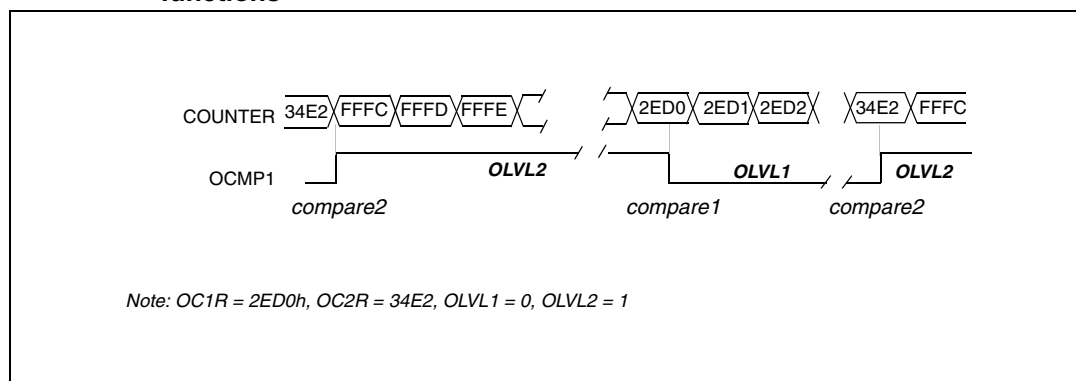 functions
COUNTER 34E2 FFFC FFFD FFFE 2ED0 2ED1 2ED2 34E2 FFFC
OCMP1 OLVL2 OLVL1 OLVL2
compare2 compare1 compare2
Note: OC1R = 2ED0h, OC2R = 34E2, OLVL1 = 0, OLVL2 = 1